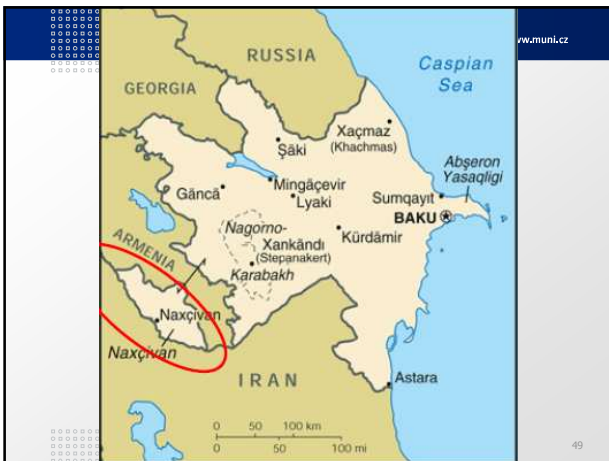 ww.muni.cz
RUSSIA
Caspian
Sea
GEORGIA
Xaçmaz
(Khachmas)
Şäki
Abşeron
Yasaqligi
Mingäçevir
Gäncä
Lyaki
Sumqayıt
BAKU
Nagorno-
Kürdämir
Xankändi
(Stepanakert)
ARMENIA
Karabakh
Naxçivan
Naxçivan
IRAN
Astara
0 50 100 km
0 50 100 mi
49